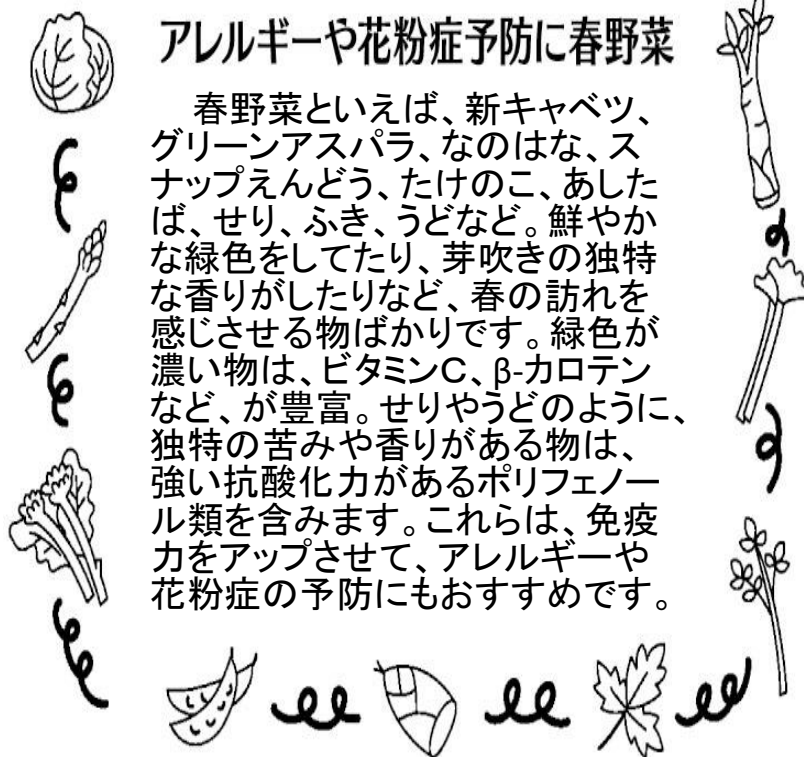 アレルギーや花粉症予防に春野菜
　春野菜といえば、新キャベツ、
グリーンアスパラ、なのはな、ス
ナップえんどう、たけのこ、あした
ば、せり、ふき、うどなど。鮮やか
な緑色をしてたり、芽吹きの独特
な香りがしたりなど、春の訪れを
感じさせる物ばかりです。緑色が
濃い物は、ビタミンC、β-カロテン
など、が豊富。せりやうどのように、
独特の苦みや香りがある物は、
強い抗酸化力があるポリフェノー
ル類を含みます。これらは、免疫
力をアップさせて、アレルギーや
花粉症の予防にもおすすめです。